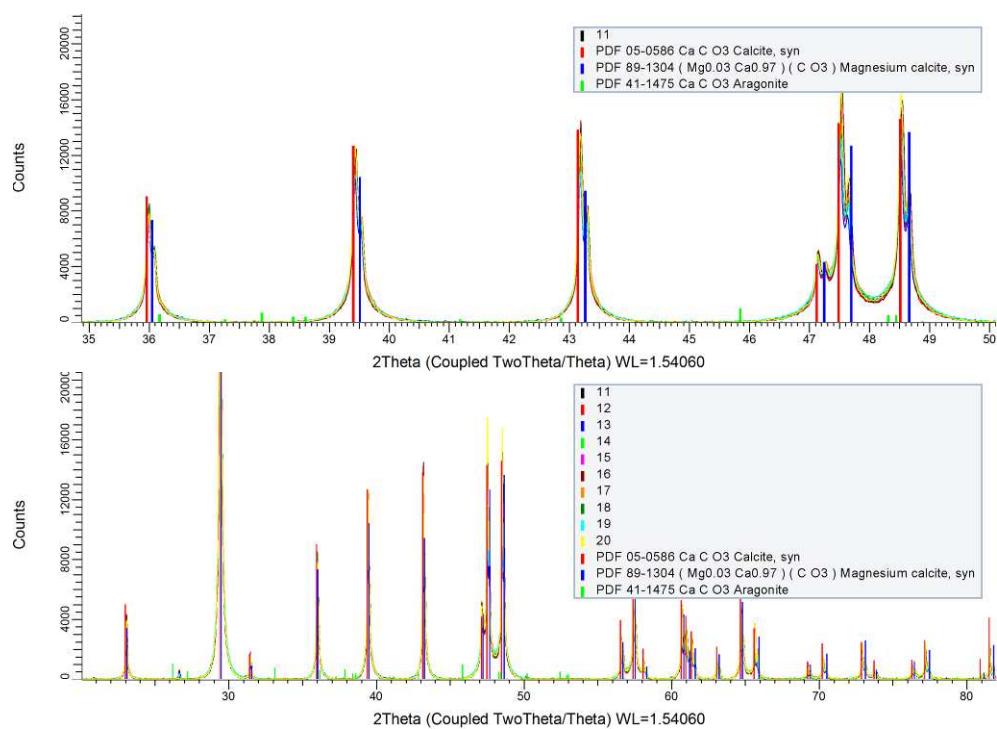 Counts
20000
16000
12000
8000
4000
0
11
PDF 05-0586 Ca C O3 Calcite, syn
PDF 89-1304 ( Mg0.03 Ca0.97 ) ( C O3 ) Magnesium calcite, syn
PDF 41-1475 Ca C O3 Aragonite
35 36 37 38 39 40 41 42 43 44 45 46 47 48 49 50
2Theta (Coupled TwoTheta/Theta) WL=1.54060
Counts
20000
16000
12000
8000
4000
0
11
12
13
14
15
16
17
18
19
20
PDF 05-0586 Ca C O3 Calcite, syn
PDF 89-1304 ( Mg0.03 Ca0.97 ) ( C O3 ) Magnesium calcite, syn
PDF 41-1475 Ca C O3 Aragonite
30 40 50 60 70 80
2Theta (Coupled TwoTheta/Theta) WL=1.54060